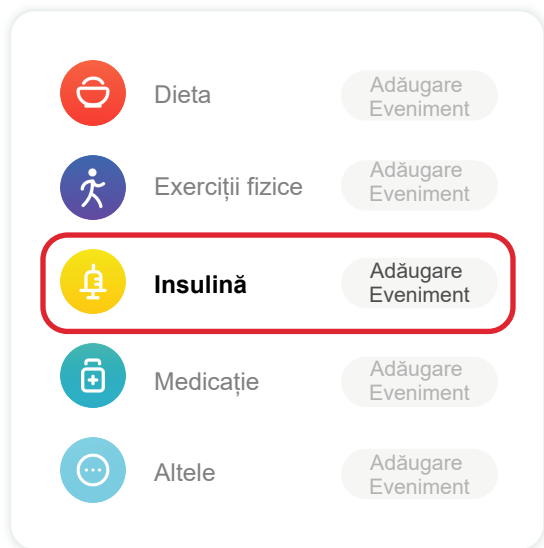 Dieta
Adăugare
Eveniment
Exerciții fizice
Adăugare
Eveniment
Insulină
Adăugare
Eveniment
Medicație
Adăugare
Eveniment
Altele
Adăugare
Eveniment